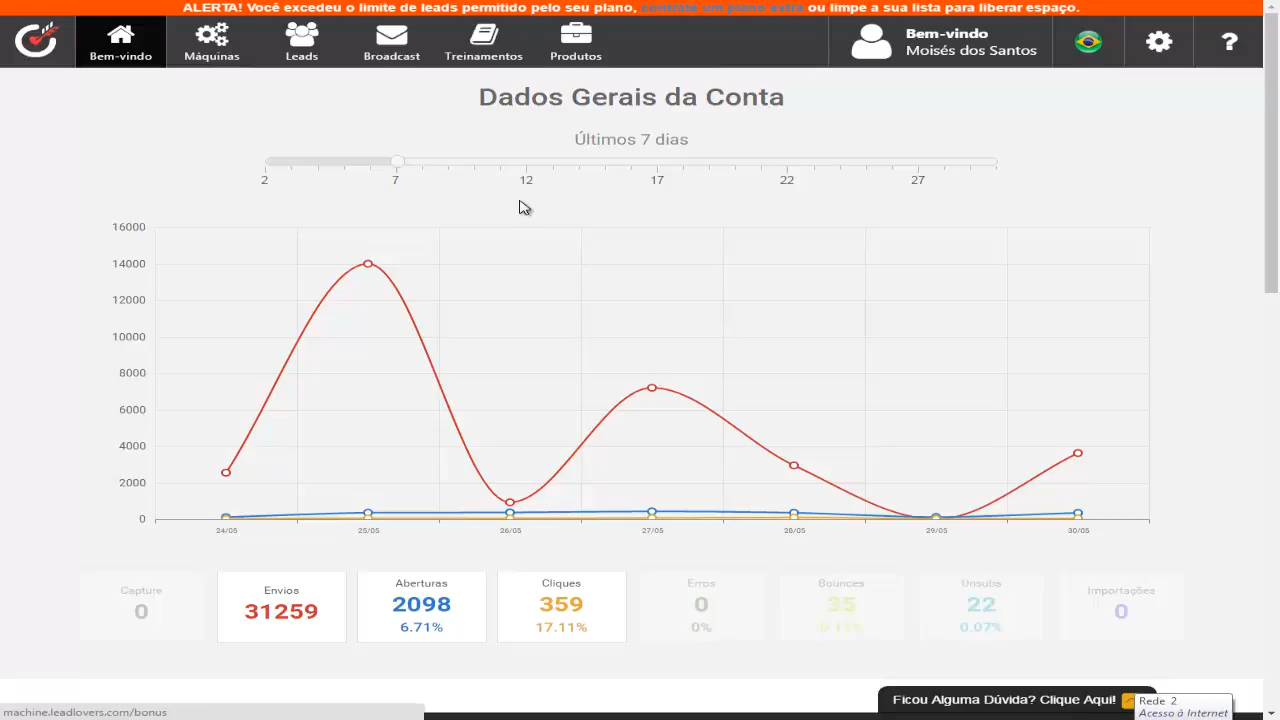 ALERTA! Você excedeu o limite de leads permitido pelo seu plano, contrate um plano extra ou limpe a sua lista para liberar espaço.
Bem-vindo
Máquinas
Leads
Broadcast
Treinamentos
Produtos
Bem-vindo
Moisés dos Santos
?
Dados Gerais da Conta
Últimos 7 dias
2 7 12 17 22 27
16000
14000
12000
10000
8000
6000
4000
2000
0
24/05 25/05 26/05 27/05 28/05 29/05 30/05
Capture
0
Envios
31259
Aberturas
2098
6.71%
Cliques
359
17.11%
Erros
0
0%
Bounces
35
0.11%
Unsubs
22
0.07%
Importações
0
Ficou Alguma Dúvida? Clique Aqui!
Rede 2
Acesso à Internet
machine.leadlovers.com/bonus